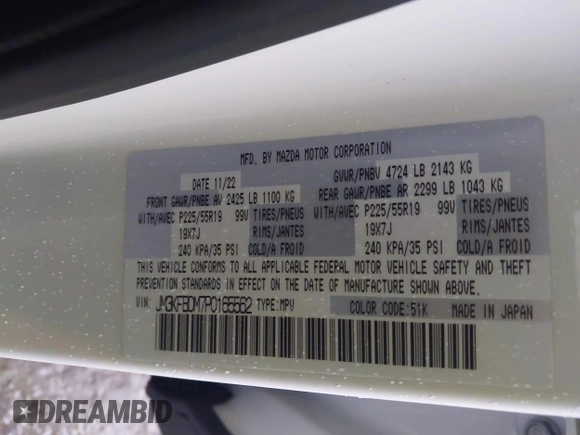 MFD. BY MAZDA MOTOR CORPORATION
DATE 11/22 GVWR/PNBV 4724 LB 2143 KG
FRONT GAWR/PNBE AV 2425 LB 1100 KG REAR GAWR/PNBE AR 2299 LB 1043 KG
WITH/AVEC P225/55R19 99V TIRES/PNEUS WITH/AVEC P225/55R19 99V TIRES/PNEUS
19X7J RIMS/JANTES 19X7J RIMS/JANTES
240 KPA/35 PSI COLD/A FROID 240 KPA/35 PSI COLD/A FROID
THIS VEHICLE CONFORMS TO ALL APPLICABLE FEDERAL MOTOR VEHICLE SAFETY AND THEFT
PREVENTION STANDARDS IN EFFECT ON THE DATE OF MANUFACTURE SHOWN ABOVE.
JM3KFBDM7P0165562 TYPE:MPV COLOR CODE:51K MADE IN JAPAN
DREAMBID